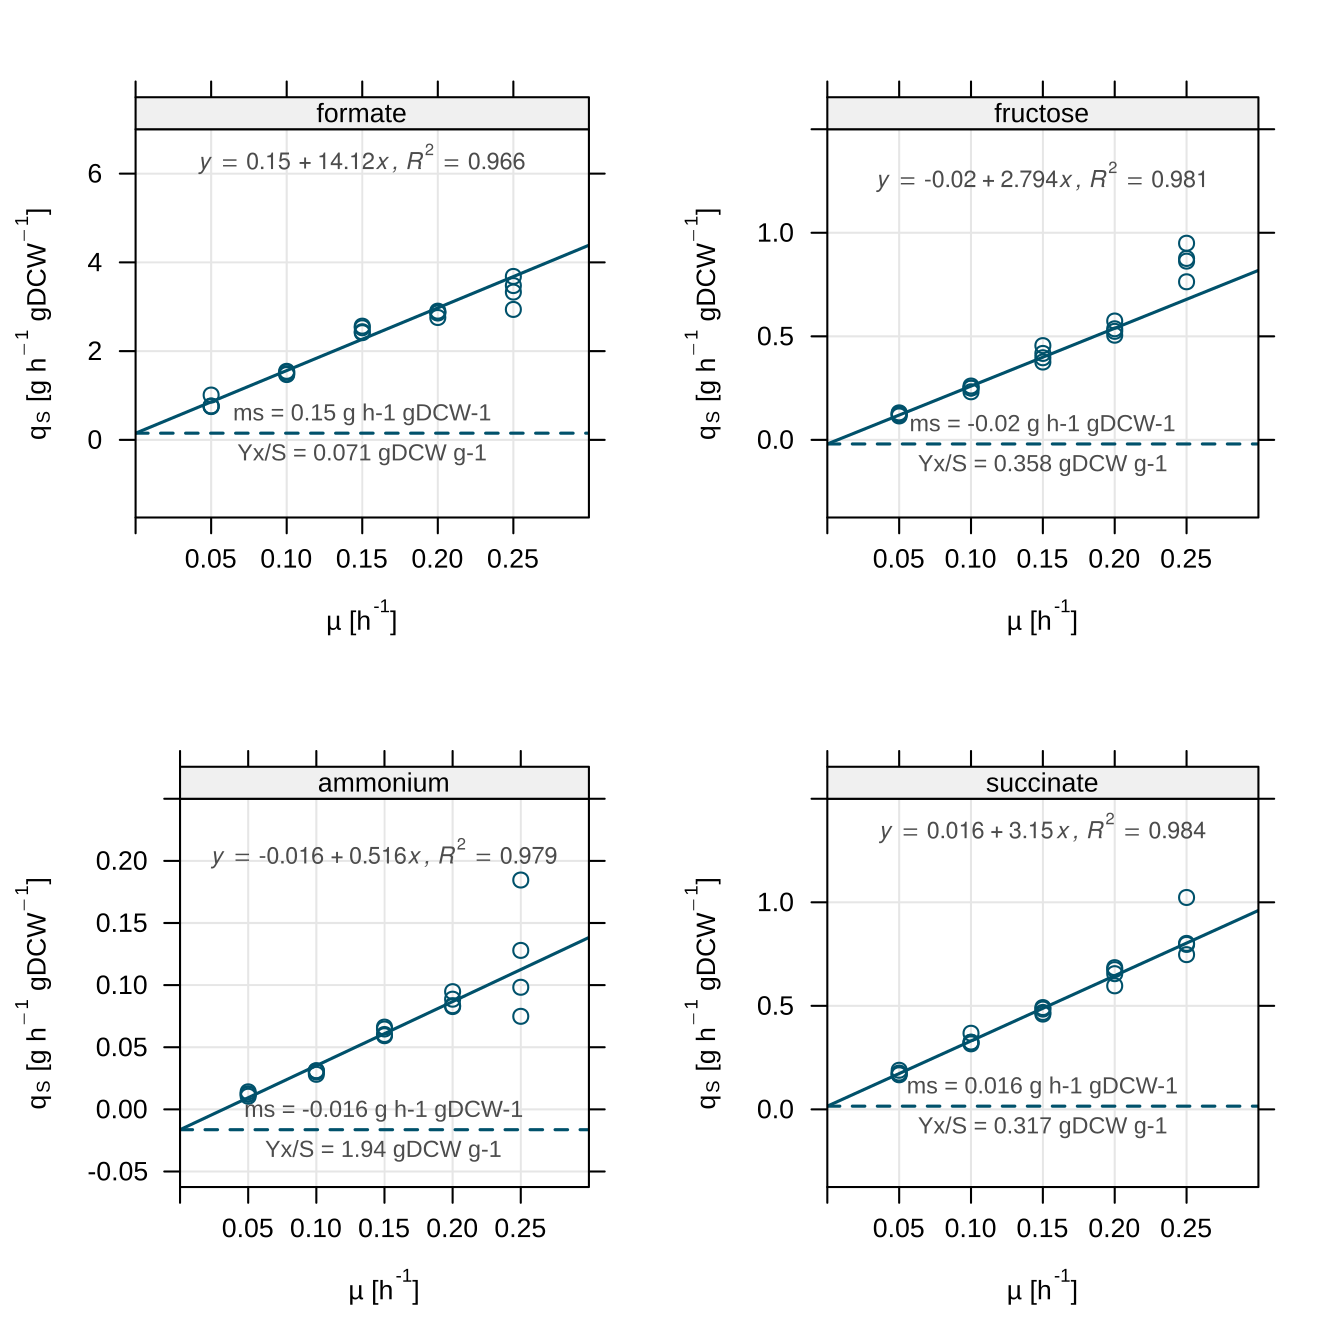 formate
y = 0.15 + 14.12x, R² = 0.966
6
4
2
0
qS [g h⁻¹ gDCW⁻¹]
ms = 0.15 g h-1 gDCW-1
Yx/S = 0.071 gDCW g-1
0.05 0.10 0.15 0.20 0.25
µ [h⁻¹]
fructose
y = -0.02 + 2.794x, R² = 0.981
1.0
0.5
0.0
qS [g h⁻¹ gDCW⁻¹]
ms = -0.02 g h-1 gDCW-1
Yx/S = 0.358 gDCW g-1
0.05 0.10 0.15 0.20 0.25
µ [h⁻¹]
ammonium
y = -0.016 + 0.516x, R² = 0.979
0.20
0.15
0.10
0.05
0.00
-0.05
qS [g h⁻¹ gDCW⁻¹]
ms = -0.016 g h-1 gDCW-1
Yx/S = 1.94 gDCW g-1
0.05 0.10 0.15 0.20 0.25
µ [h⁻¹]
succinate
y = 0.016 + 3.15x, R² = 0.984
1.0
0.5
0.0
qS [g h⁻¹ gDCW⁻¹]
ms = 0.016 g h-1 gDCW-1
Yx/S = 0.317 gDCW g-1
0.05 0.10 0.15 0.20 0.25
µ [h⁻¹]